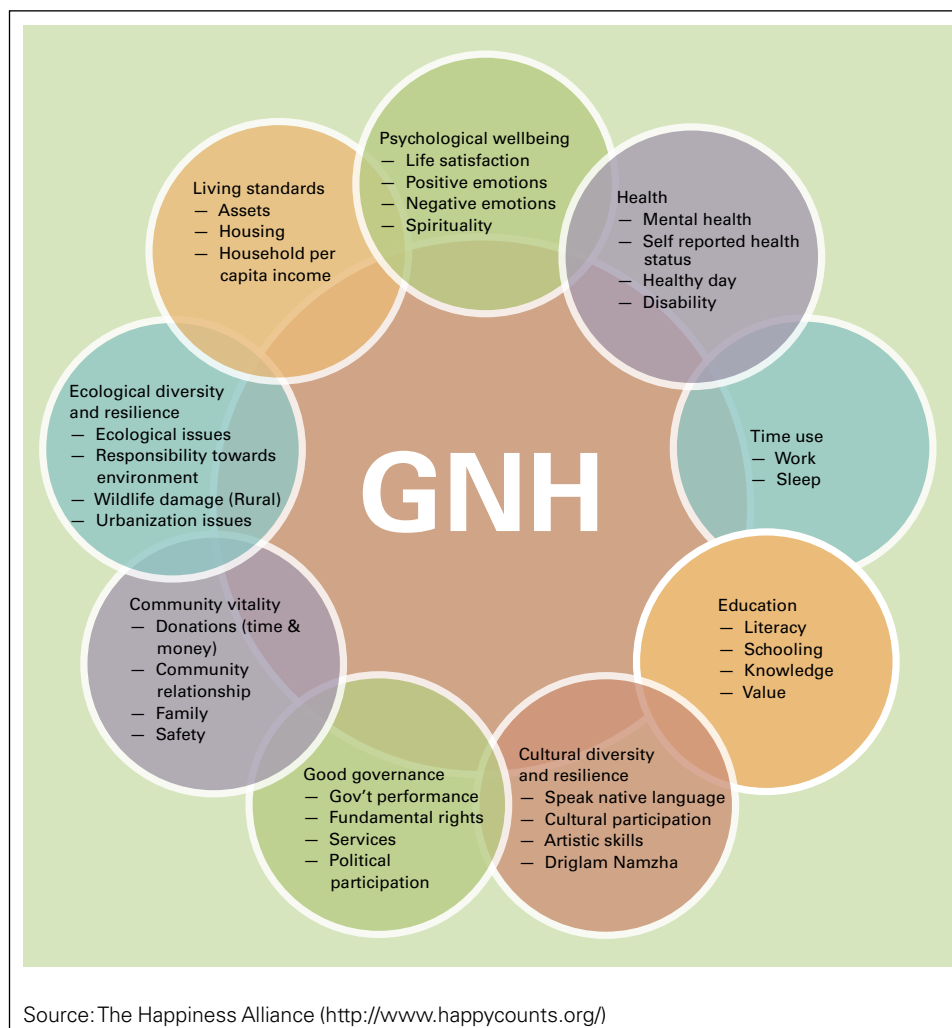 Psychological wellbeing
— Life satisfaction
— Positive emotions
— Negative emotions
— Spirituality
Health
— Mental health
— Self reported health
status
— Healthy day
— Disability
Time use
— Work
— Sleep
Education
— Literacy
— Schooling
— Knowledge
— Value
Cultural diversity
and resilience
— Speak native language
— Cultural participation
— Artistic skills
— Driglam Namzha
Good governance
— Gov't performance
— Fundamental rights
— Services
— Political
participation
Community vitality
— Donations (time &
money)
— Community
relationship
— Family
— Safety
Ecological diversity
and resilience
— Ecological issues
— Responsibility towards
environment
— Wildlife damage (Rural)
— Urbanization issues
Living standards
— Assets
— Housing
— Household per
capita income
GNH
Source: The Happiness Alliance (http://www.happycounts.org/)